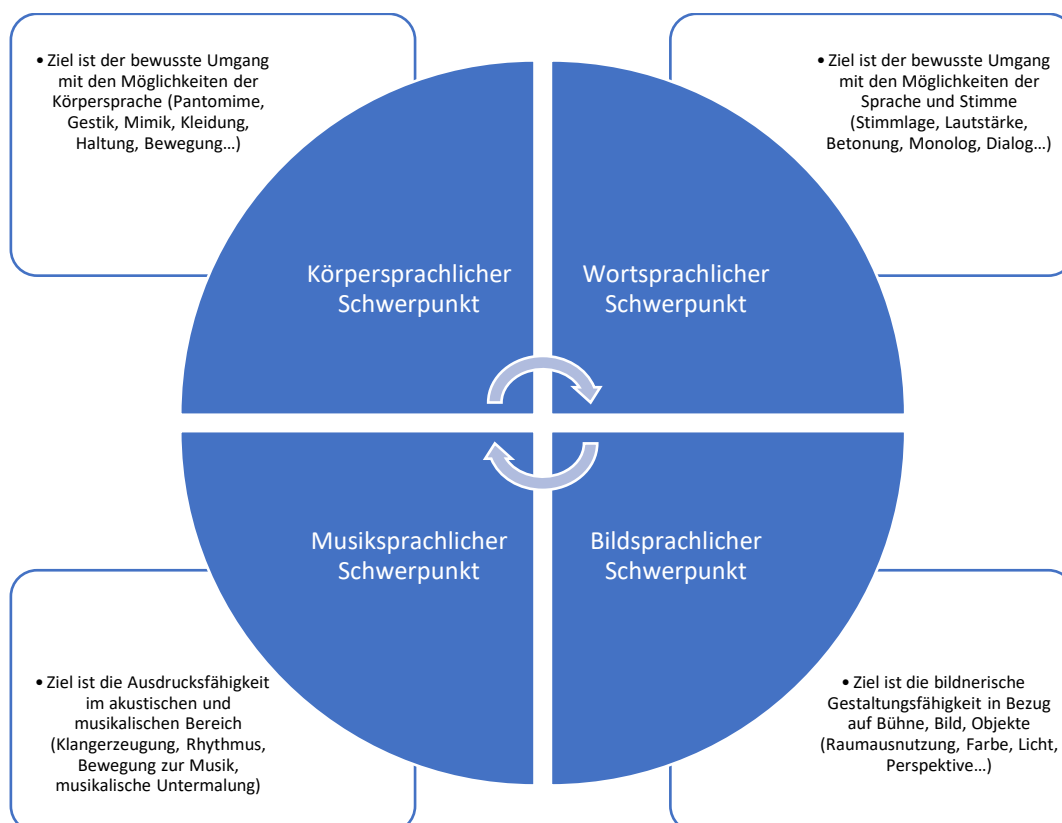 • Ziel ist der bewusste Umgang
mit den Möglichkeiten der
Körpersprache (Pantomime,
Gestik, Mimik, Kleidung,
Haltung, Bewegung…)
• Ziel ist der bewusste Umgang
mit den Möglichkeiten der
Sprache und Stimme
(Stimmlage, Lautstärke,
Betonung, Monolog, Dialog…)
Körpersprachlicher
Schwerpunkt
Wortsprachlicher
Schwerpunkt
Musiksprachlicher
Schwerpunkt
Bildsprachlicher
Schwerpunkt
• Ziel ist die Ausdrucksfähigkeit
im akustischen und
musikalischen Bereich
(Klangerzeugung, Rhythmus,
Bewegung zur Musik,
musikalische Untermalung)
• Ziel ist die bildnerische
Gestaltungsfähigkeit in Bezug
auf Bühne, Bild, Objekte
(Raumausnutzung, Farbe, Licht,
Perspektive…)